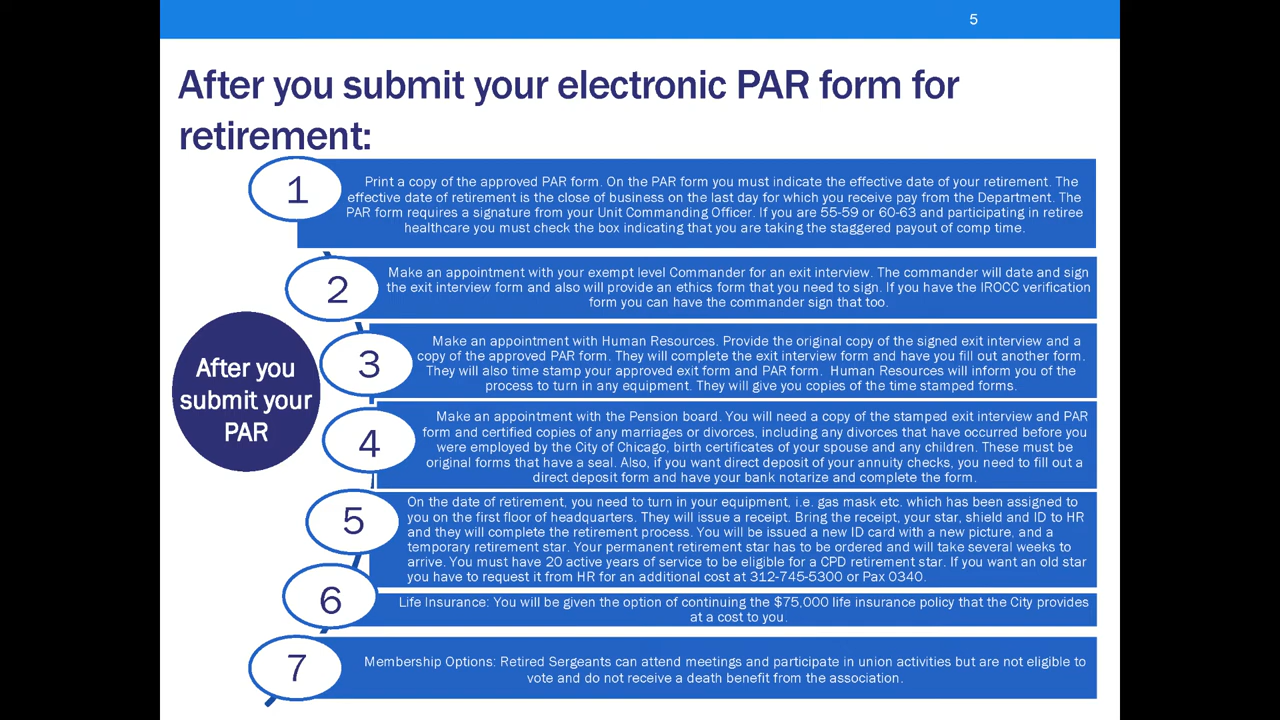 5
After you submit your electronic PAR form for
retirement:
After you
submit your
PAR
1
Print a copy of the approved PAR form. On the PAR form you must indicate the effective date of your retirement. The
effective date of retirement is the close of business on the last day for which you receive pay from the Department. The
PAR form requires a signature from your Unit Commanding Officer. If you are 55-59 or 60-63 and participating in retiree
healthcare you must check the box indicating that you are taking the staggered payout of comp time.
2
Make an appointment with your exempt level Commander for an exit interview. The commander will date and sign
the exit interview form and also will provide an ethics form that you need to sign. If you have the IROCC verification
form you can have the commander sign that too.
3
Make an appointment with Human Resources. Provide the original copy of the signed exit interview and a
copy of the approved PAR form. They will complete the exit interview form and have you fill out another form.
They will also time stamp your approved exit form and PAR form. Human Resources will inform you of the
process to turn in any equipment. They will give you copies of the time stamped forms.
4
Make an appointment with the Pension board. You will need a copy of the stamped exit interview and PAR
form and certified copies of any marriages or divorces, including any divorces that have occurred before you
were employed by the City of Chicago, birth certificates of your spouse and any children. These must be
original forms that have a seal. Also, if you want direct deposit of your annuity checks, you need to fill out a
direct deposit form and have your bank notarize and complete the form.
5
On the date of retirement, you need to turn in your equipment, i.e. gas mask etc. which has been assigned to
you on the first floor of headquarters. They will issue a receipt. Bring the receipt, your star, shield and ID to HR
and they will complete the retirement process. You will be issued a new ID card with a new picture, and a
temporary retirement star. Your permanent retirement star has to be ordered and will take several weeks to
arrive. You must have 20 active years of service to be eligible for a CPD retirement star. If you want an old star
you have to request it from HR for an additional cost at 312-745-5300 or Pax 0340.
6
Life Insurance: You will be given the option of continuing the $75,000 life insurance policy that the City provides
at a cost to you.
7
Membership Options: Retired Sergeants can attend meetings and participate in union activities but are not eligible to
vote and do not receive a death benefit from the association.